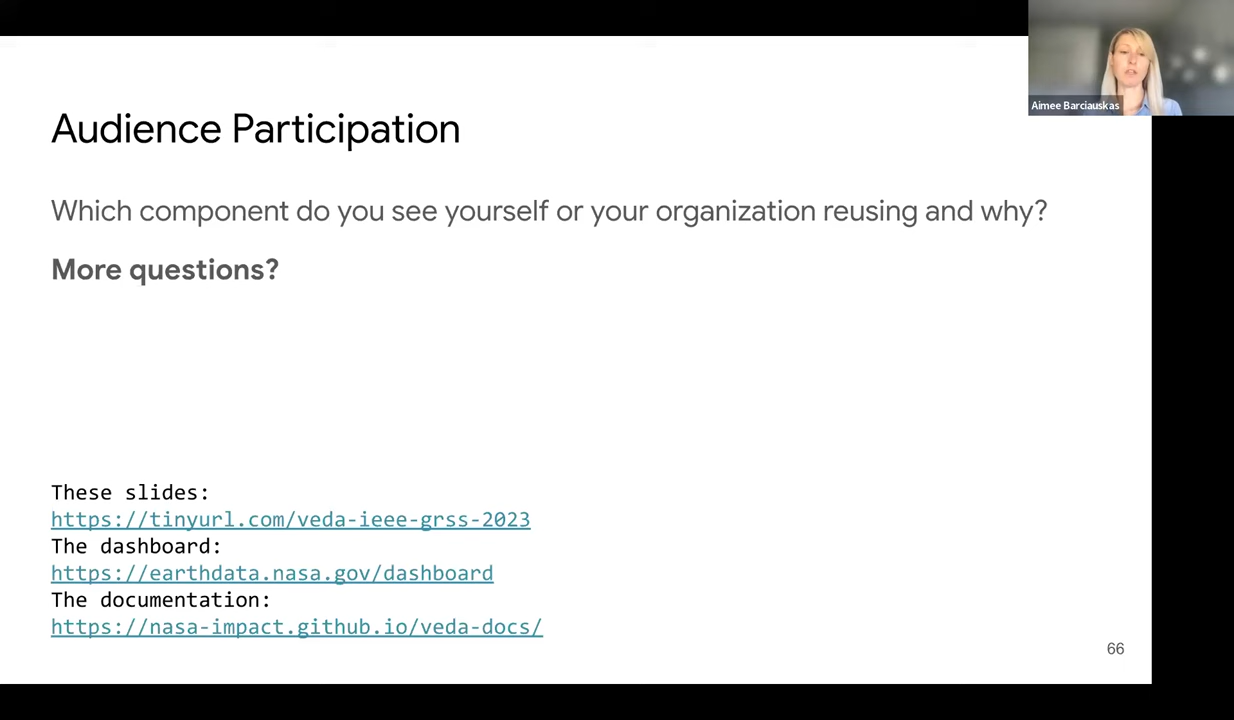 Aimee Barciauskas
Audience Participation
Which component do you see yourself or your organization reusing and why?
More questions?
These slides:
https://tinyurl.com/veda-ieee-grss-2023
The dashboard:
https://earthdata.nasa.gov/dashboard
The documentation:
https://nasa-impact.github.io/veda-docs/
66